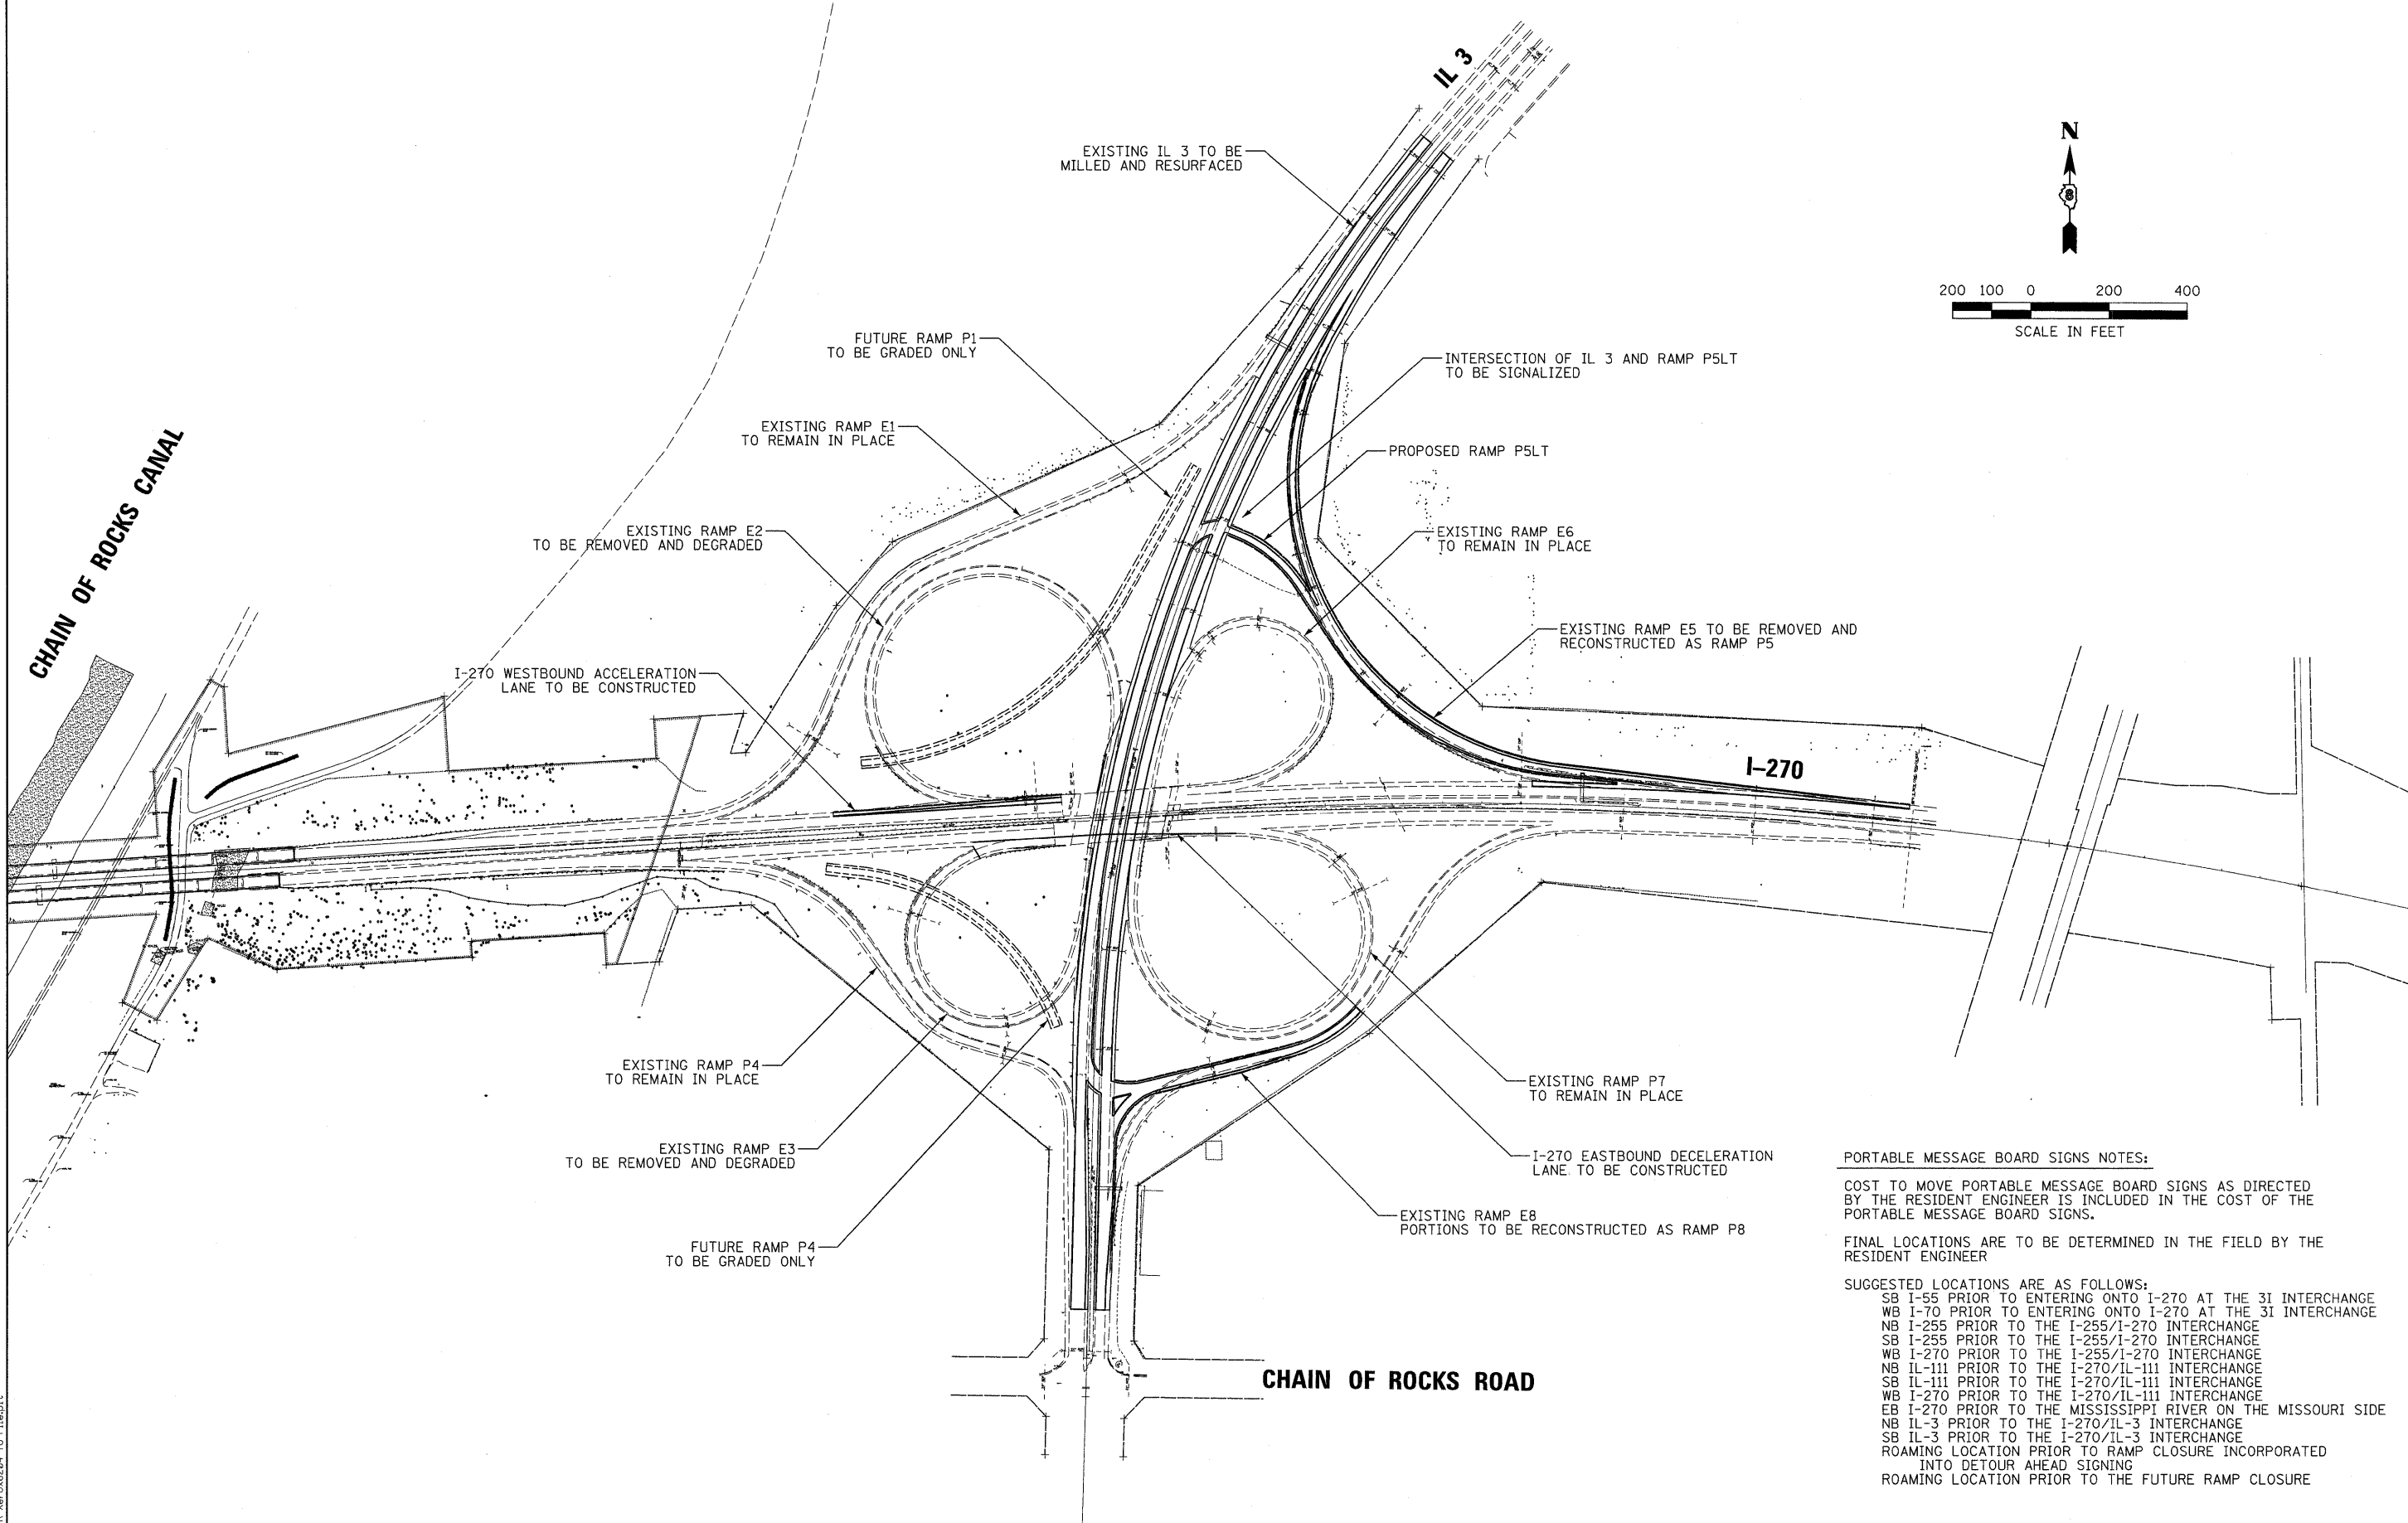 IL 3
N
EXISTING IL 3 TO BE
MILLED AND RESURFACED
200 100 0 200 400
SCALE IN FEET
FUTURE RAMP P1
TO BE GRADED ONLY
INTERSECTION OF IL 3 AND RAMP P5LT
TO BE SIGNALIZED
EXISTING RAMP E1
TO REMAIN IN PLACE
PROPOSED RAMP P5LT
CHAIN OF ROCKS CANAL
EXISTING RAMP E2
TO BE REMOVED AND DEGRADED
EXISTING RAMP E6
TO REMAIN IN PLACE
EXISTING RAMP E5 TO BE REMOVED AND
RECONSTRUCTED AS RAMP P5
I-270 WESTBOUND ACCELERATION
LANE TO BE CONSTRUCTED
I-270
EXISTING RAMP P4
TO REMAIN IN PLACE
EXISTING RAMP P7
TO REMAIN IN PLACE
EXISTING RAMP E3
TO BE REMOVED AND DEGRADED
I-270 EASTBOUND DECELERATION
LANE TO BE CONSTRUCTED
EXISTING RAMP E8
PORTIONS TO BE RECONSTRUCTED AS RAMP P8
FUTURE RAMP P4
TO BE GRADED ONLY
CHAIN OF ROCKS ROAD
PORTABLE MESSAGE BOARD SIGNS NOTES:
COST TO MOVE PORTABLE MESSAGE BOARD SIGNS AS DIRECTED
BY THE RESIDENT ENGINEER IS INCLUDED IN THE COST OF THE
PORTABLE MESSAGE BOARD SIGNS.
FINAL LOCATIONS ARE TO BE DETERMINED IN THE FIELD BY THE
RESIDENT ENGINEER
SUGGESTED LOCATIONS ARE AS FOLLOWS:
SB I-55 PRIOR TO ENTERING ONTO I-270 AT THE 3I INTERCHANGE
WB I-70 PRIOR TO ENTERING ONTO I-270 AT THE 3I INTERCHANGE
NB I-255 PRIOR TO THE I-255/I-270 INTERCHANGE
SB I-255 PRIOR TO THE I-255/I-270 INTERCHANGE
WB I-270 PRIOR TO THE I-255/I-270 INTERCHANGE
NB IL-111 PRIOR TO THE I-270/IL-111 INTERCHANGE
SB IL-111 PRIOR TO THE I-270/IL-111 INTERCHANGE
WB I-270 PRIOR TO THE I-270/IL-111 INTERCHANGE
EB I-270 PRIOR TO THE MISSISSIPPI RIVER ON THE MISSOURI SIDE
NB IL-3 PRIOR TO THE I-270/IL-3 INTERCHANGE
SB IL-3 PRIOR TO THE I-270/IL-3 INTERCHANGE
ROAMING LOCATION PRIOR TO RAMP CLOSURE INCORPORATED
INTO DETOUR AHEAD SIGNING
ROAMING LOCATION PRIOR TO THE FUTURE RAMP CLOSURE